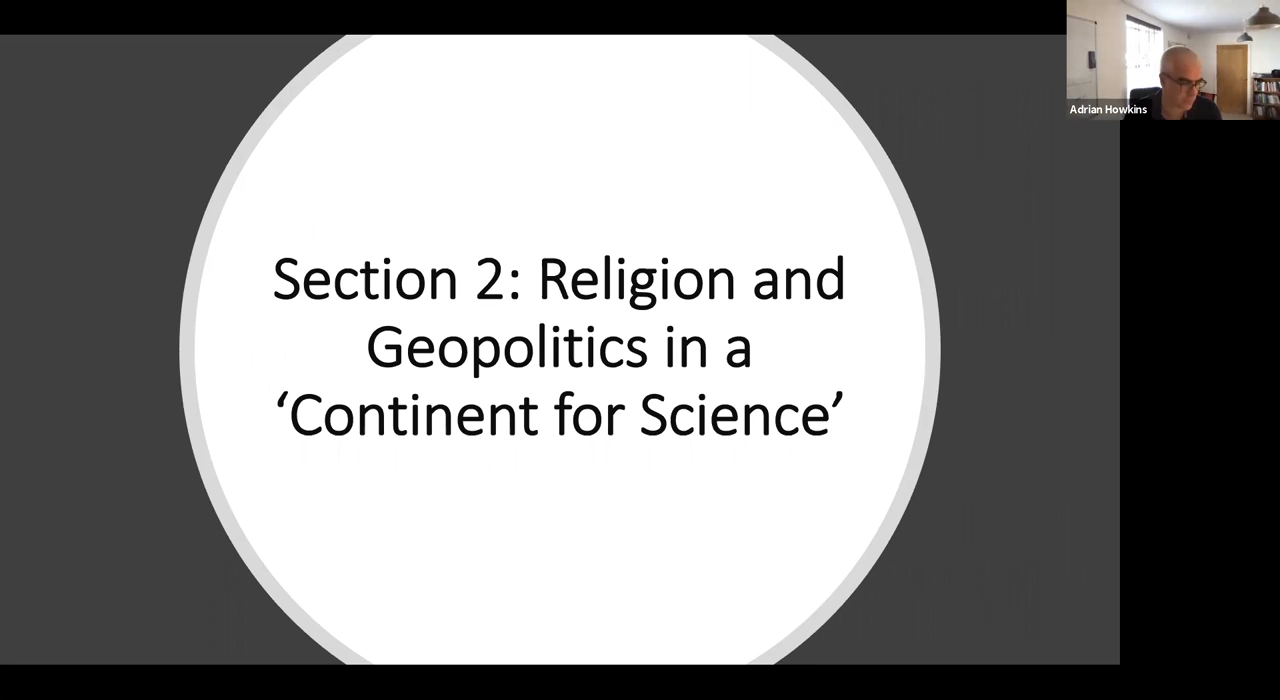 Adrian Howkins
Section 2: Religion and
Geopolitics in a
‘Continent for Science’